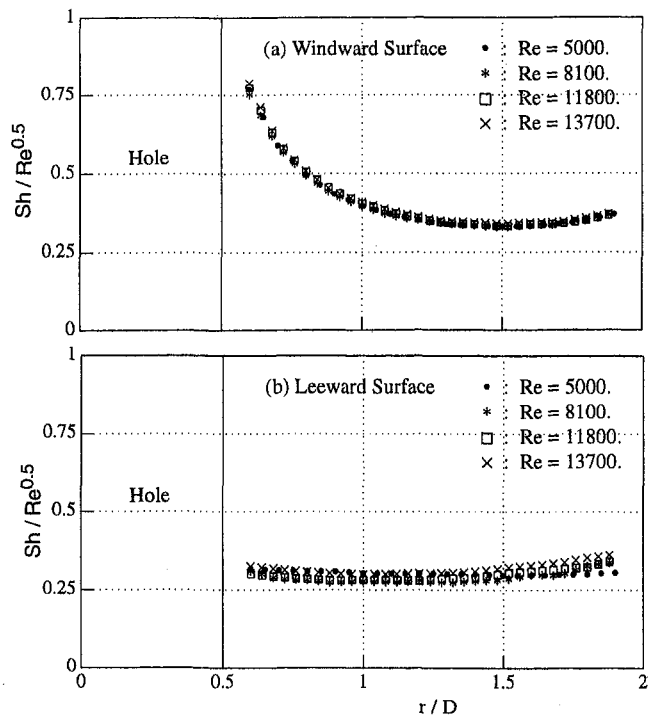 1
(a) Windward Surface
• : Re = 5000.
* : Re = 8100.
□ : Re = 11800.
× : Re = 13700.
0.75
Hole
0.5
Sh / Re^0.5
0.25
0
1
(b) Leeward Surface
• : Re = 5000.
* : Re = 8100.
□ : Re = 11800.
× : Re = 13700.
0.75
Hole
0.5
Sh / Re^0.5
0.25
0
0 0.5 1 1.5 2
r / D